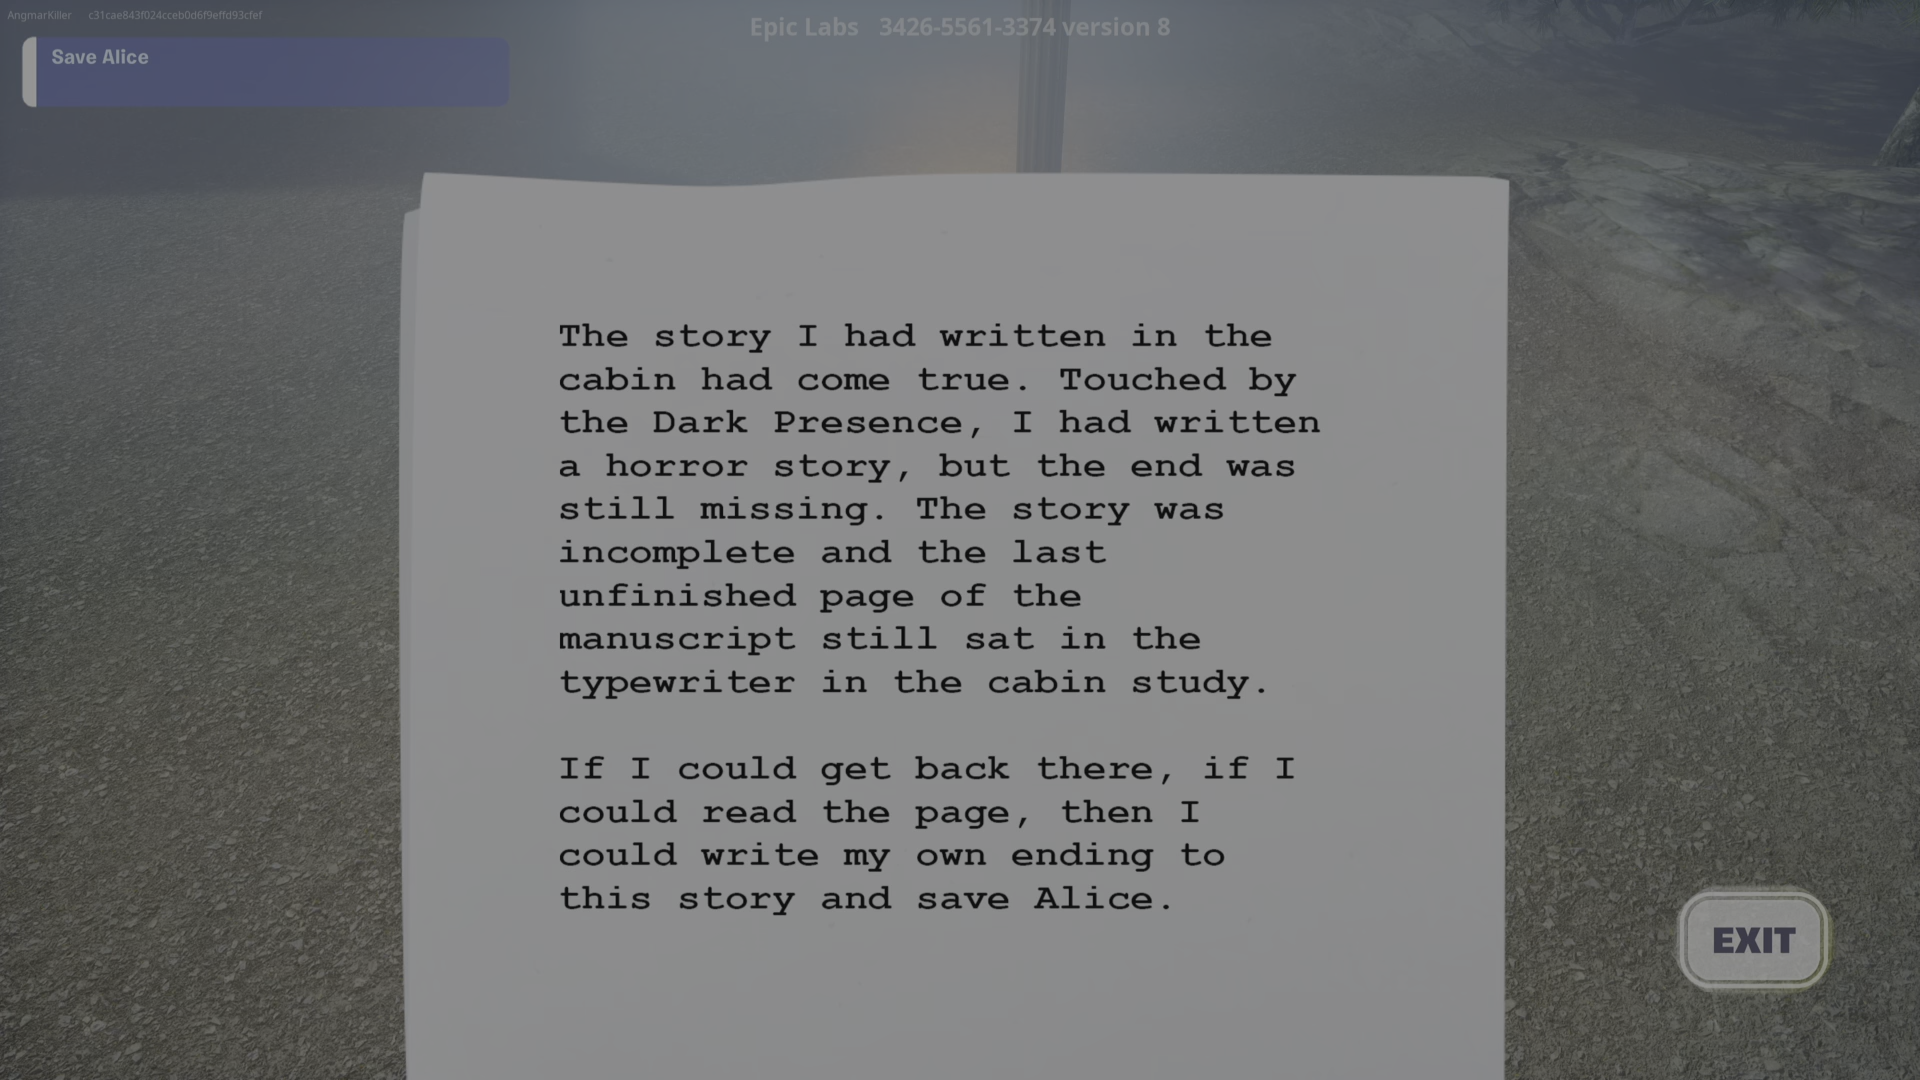 AngmarKiller c31cae843f024cceb0d6f9effd93cfef
Epic Labs 3426-5561-3374 version 8
Save Alice
The story I had written in the
cabin had come true. Touched by
the Dark Presence, I had written
a horror story, but the end was
still missing. The story was
incomplete and the last
unfinished page of the
manuscript still sat in the
typewriter in the cabin study.
If I could get back there, if I
could read the page, then I
could write my own ending to
this story and save Alice.
EXIT